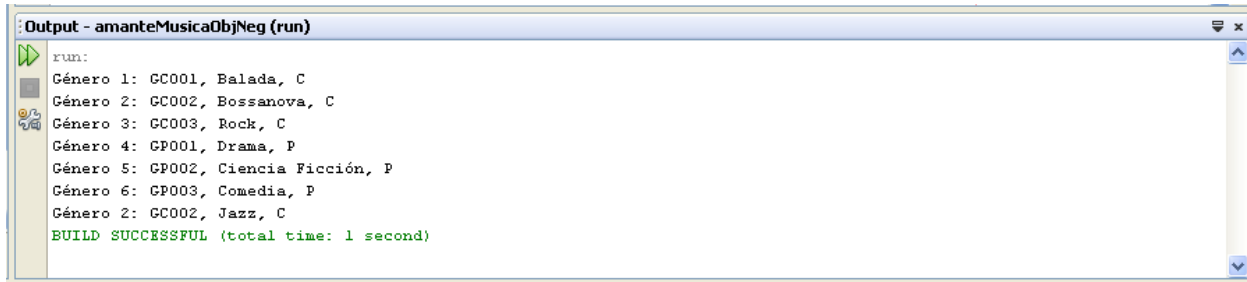 Output - amanteMusicaObjNeg (run)
run:
Género 1: GC001, Balada, C
Género 2: GC002, Bossanova, C
Género 3: GC003, Rock, C
Género 4: GP001, Drama, P
Género 5: GP002, Ciencia Ficción, P
Género 6: GP003, Comedia, P
Género 2: GC002, Jazz, C
BUILD SUCCESSFUL (total time: 1 second)